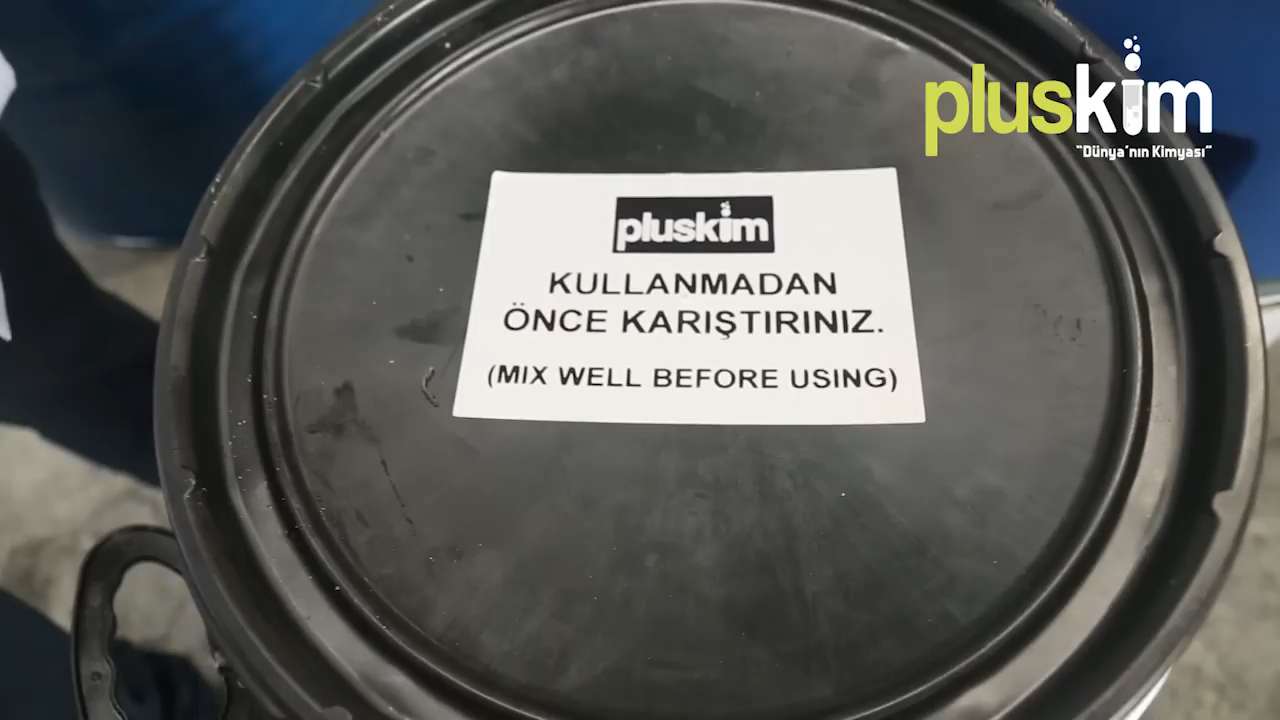 pluskim
"Dünya'nın Kimyası"
pluskim
KULLANMADAN
ÖNCE KARIŞTIRINIZ.
(MIX WELL BEFORE USING)